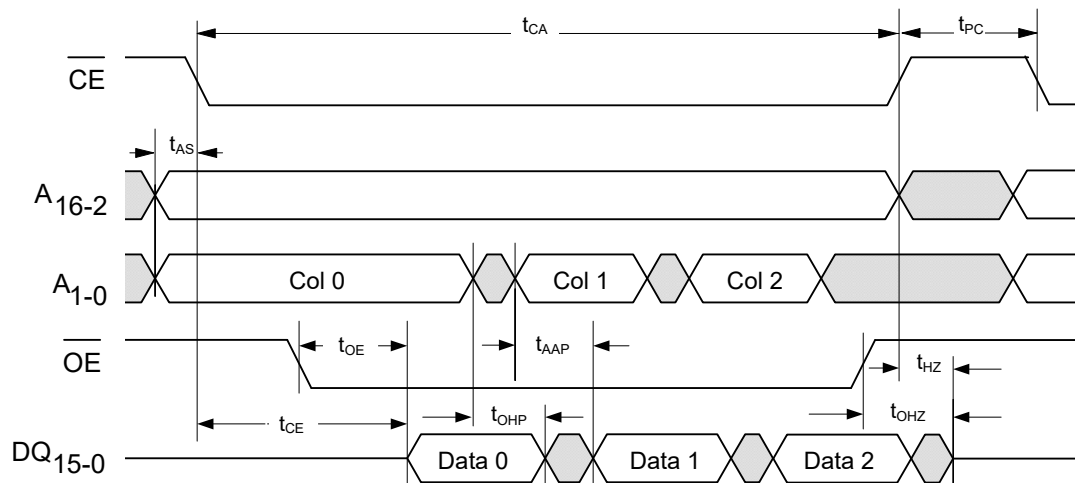 tCA
tPC
CE
tAS
A16-2
A1-0
Col 0
Col 1
Col 2
OE
tOE
tAAP
tHZ
tCE
tOHP
tOHZ
DQ15-0
Data 0
Data 1
Data 2